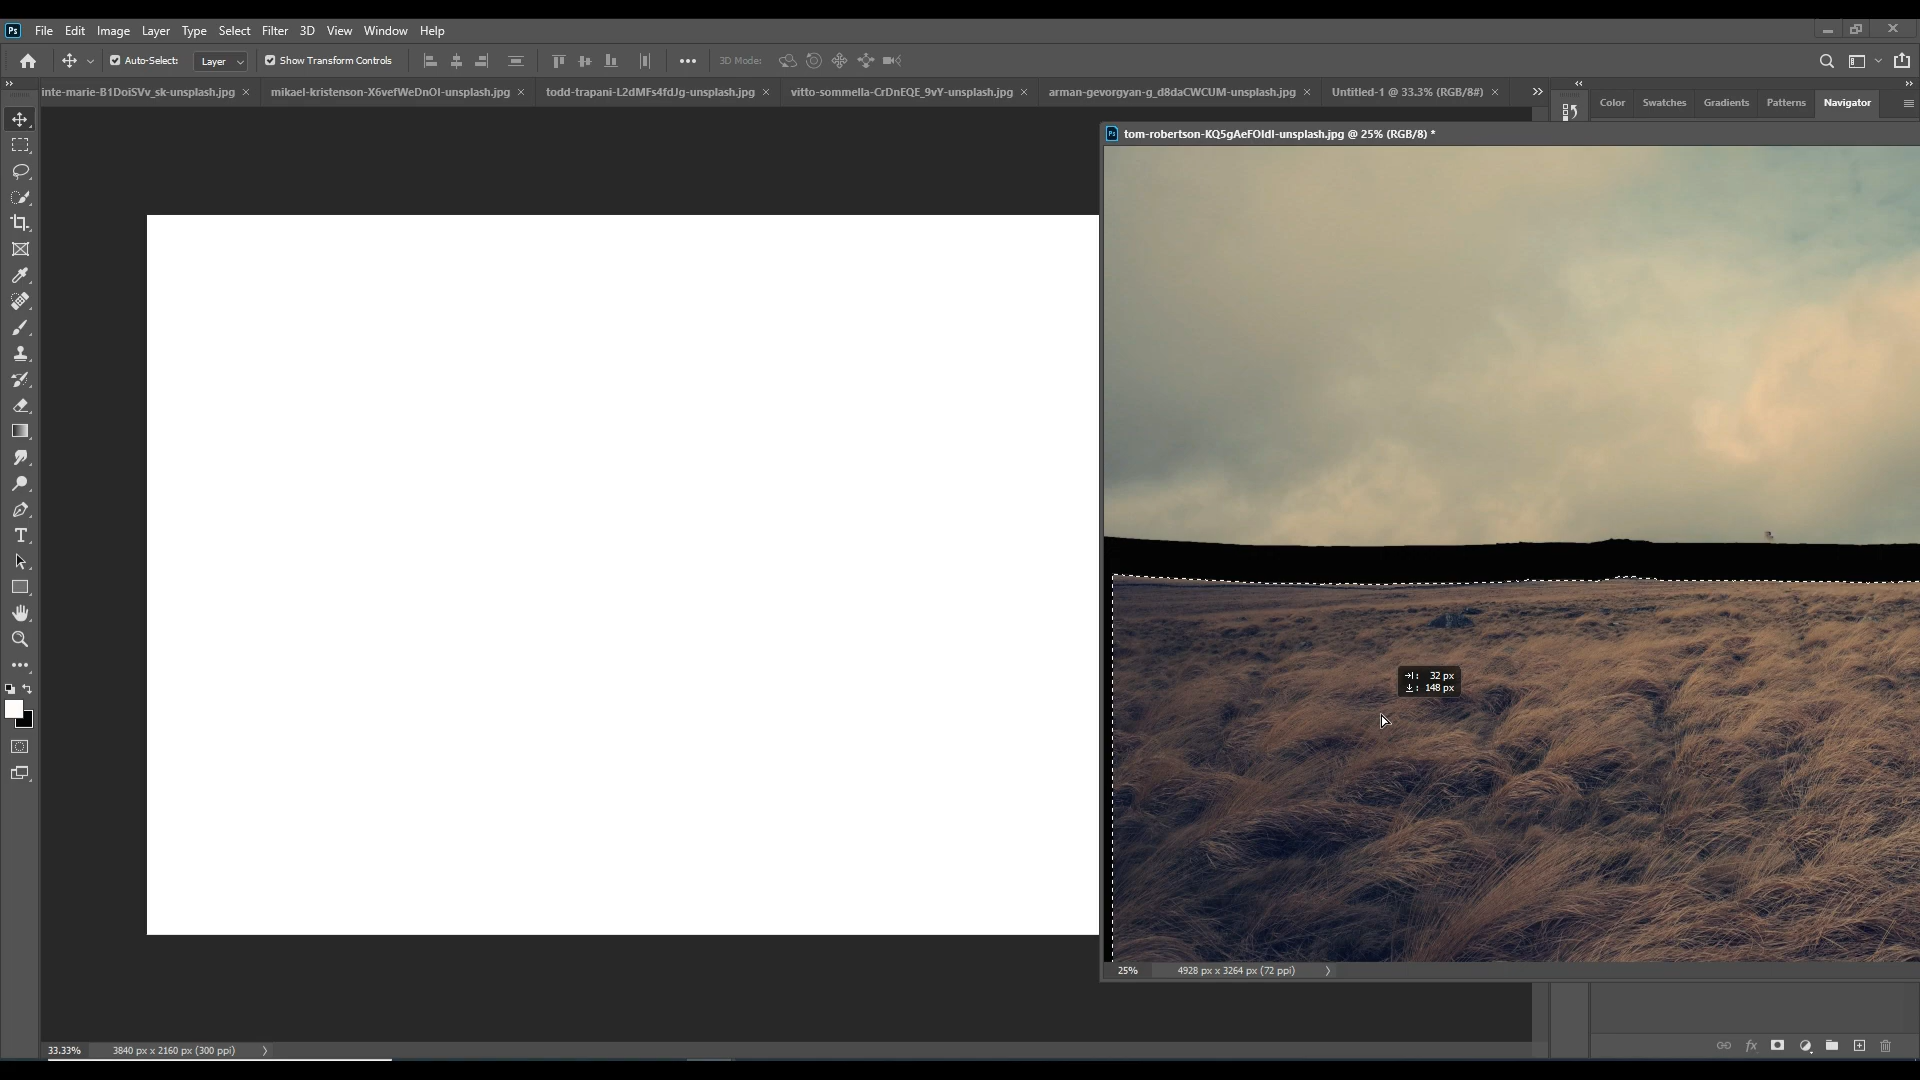 Ps File Edit Image Layer Type Select Filter 3D View Window Help
Auto-Select: Layer Show Transform Controls 3D Mode:
inte-marie-B1DoiSVv_sk-unsplash.jpg mikael-kristenson-X6vefWeDnOI-unsplash.jpg todd-trapani-L2dMFs4fdJg-unsplash.jpg vitto-sommella-CrDnEQE_9vY-unsplash.jpg arman-gevorgyan-g_d8daCWCUM-unsplash.jpg Untitled-1 @ 33.3% (RGB/8#)
Color Swatches Gradients Patterns Navigator
Ps tom-robertson-KQ5gAeFOIdI-unsplash.jpg @ 25% (RGB/8) *
32 px
148 px
25% 4928 px x 3264 px (72 ppi)
33.33% 3840 px x 2160 px (300 ppi)
fx